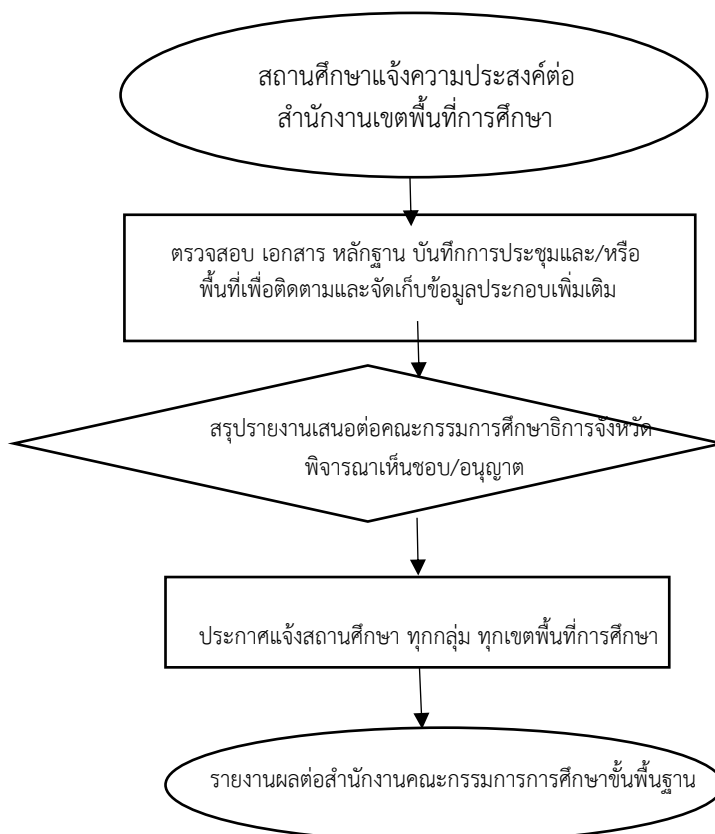 สถานศึกษาแจ้งความประสงค์ต่อ
สำนักงานเขตพื้นที่การศึกษา
ตรวจสอบ เอกสาร หลักฐาน บันทึกการประชุมและ/หรือ
พื้นที่เพื่อติดตามและจัดเก็บข้อมูลประกอบเพิ่มเติม
สรุปรายงานเสนอต่อคณะกรรมการศึกษาธิการจังหวัด
พิจารณาเห็นชอบ/อนุญาต
ประกาศแจ้งสถานศึกษา ทุกกลุ่ม ทุกเขตพื้นที่การศึกษา
รายงานผลต่อสำนักงานคณะกรรมการการศึกษาขั้นพื้นฐาน